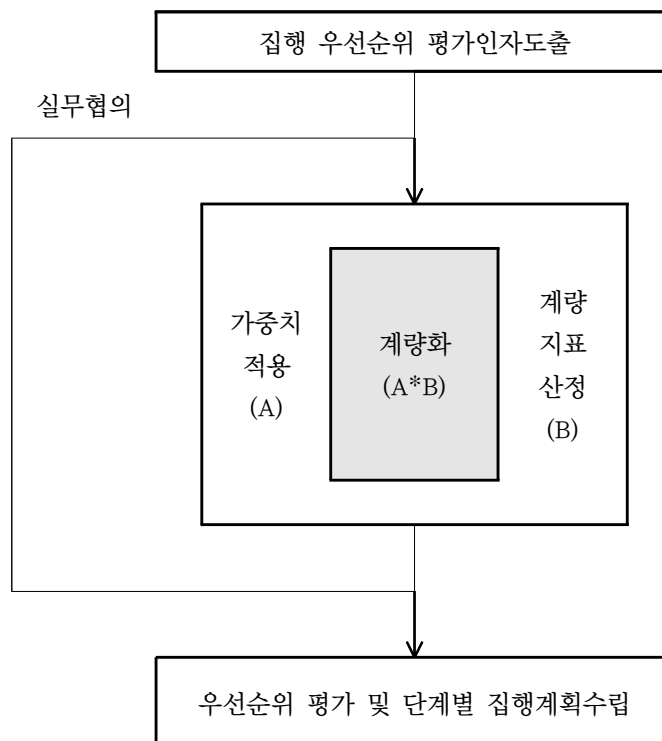 집행 우선순위 평가인자도출
실무협의
가중치
적용
(A)
계량화
(A*B)
계량
지표
산정
(B)
우선순위 평가 및 단계별 집행계획수립